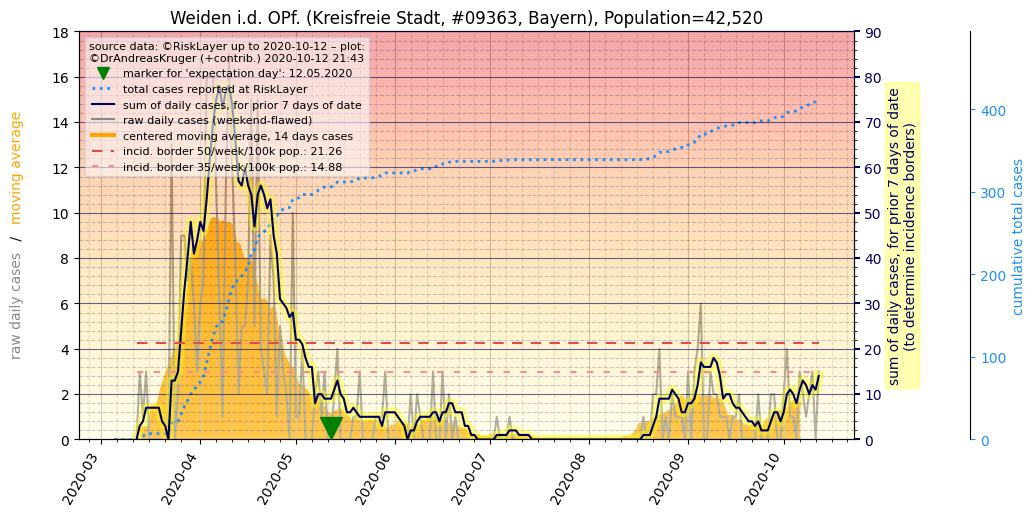 Weiden i.d. OPf. (Kreisfreie Stadt, #09363, Bayern), Population=42,520
source data: ©RiskLayer up to 2020-10-12 – plot:
©DrAndreasKruger (+contrib.) 2020-10-12 21:43
marker for 'expectation day': 12.05.2020
total cases reported at RiskLayer
sum of daily cases, for prior 7 days of date
raw daily cases (weekend-flawed)
centered moving average, 14 days cases
incid. border 50/week/100k pop.: 21.26
incid. border 35/week/100k pop.: 14.88
raw daily cases / moving average
18
16
14
12
10
8
6
4
2
0
2020-03
2020-04
2020-05
2020-06
2020-07
2020-08
2020-09
2020-10
90
80
70
60
50
40
30
20
10
0
sum of daily cases, for prior 7 days of date
(to determine incidence borders)
400
300
200
100
0
cumulative total cases